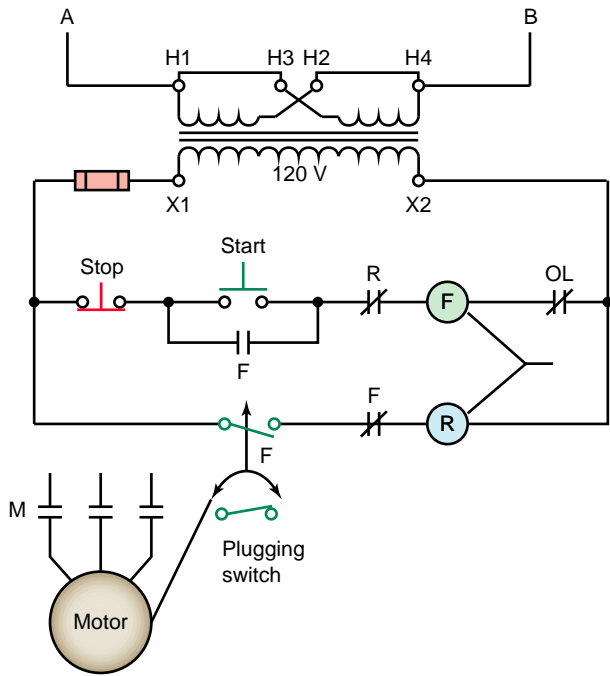 A B
H1 H3 H2 H4
120 V
X1 X2
Stop
Start
R
F
OL
F
F
R
F
M
Plugging
switch
Motor